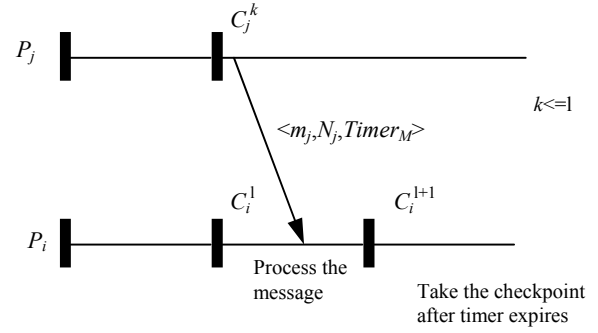 C_j^k
P_j
k<=l
<m_j,N_j,Timer_M>
C_i^l
C_i^{l+1}
P_i
Process the
message
Take the checkpoint
after timer expires